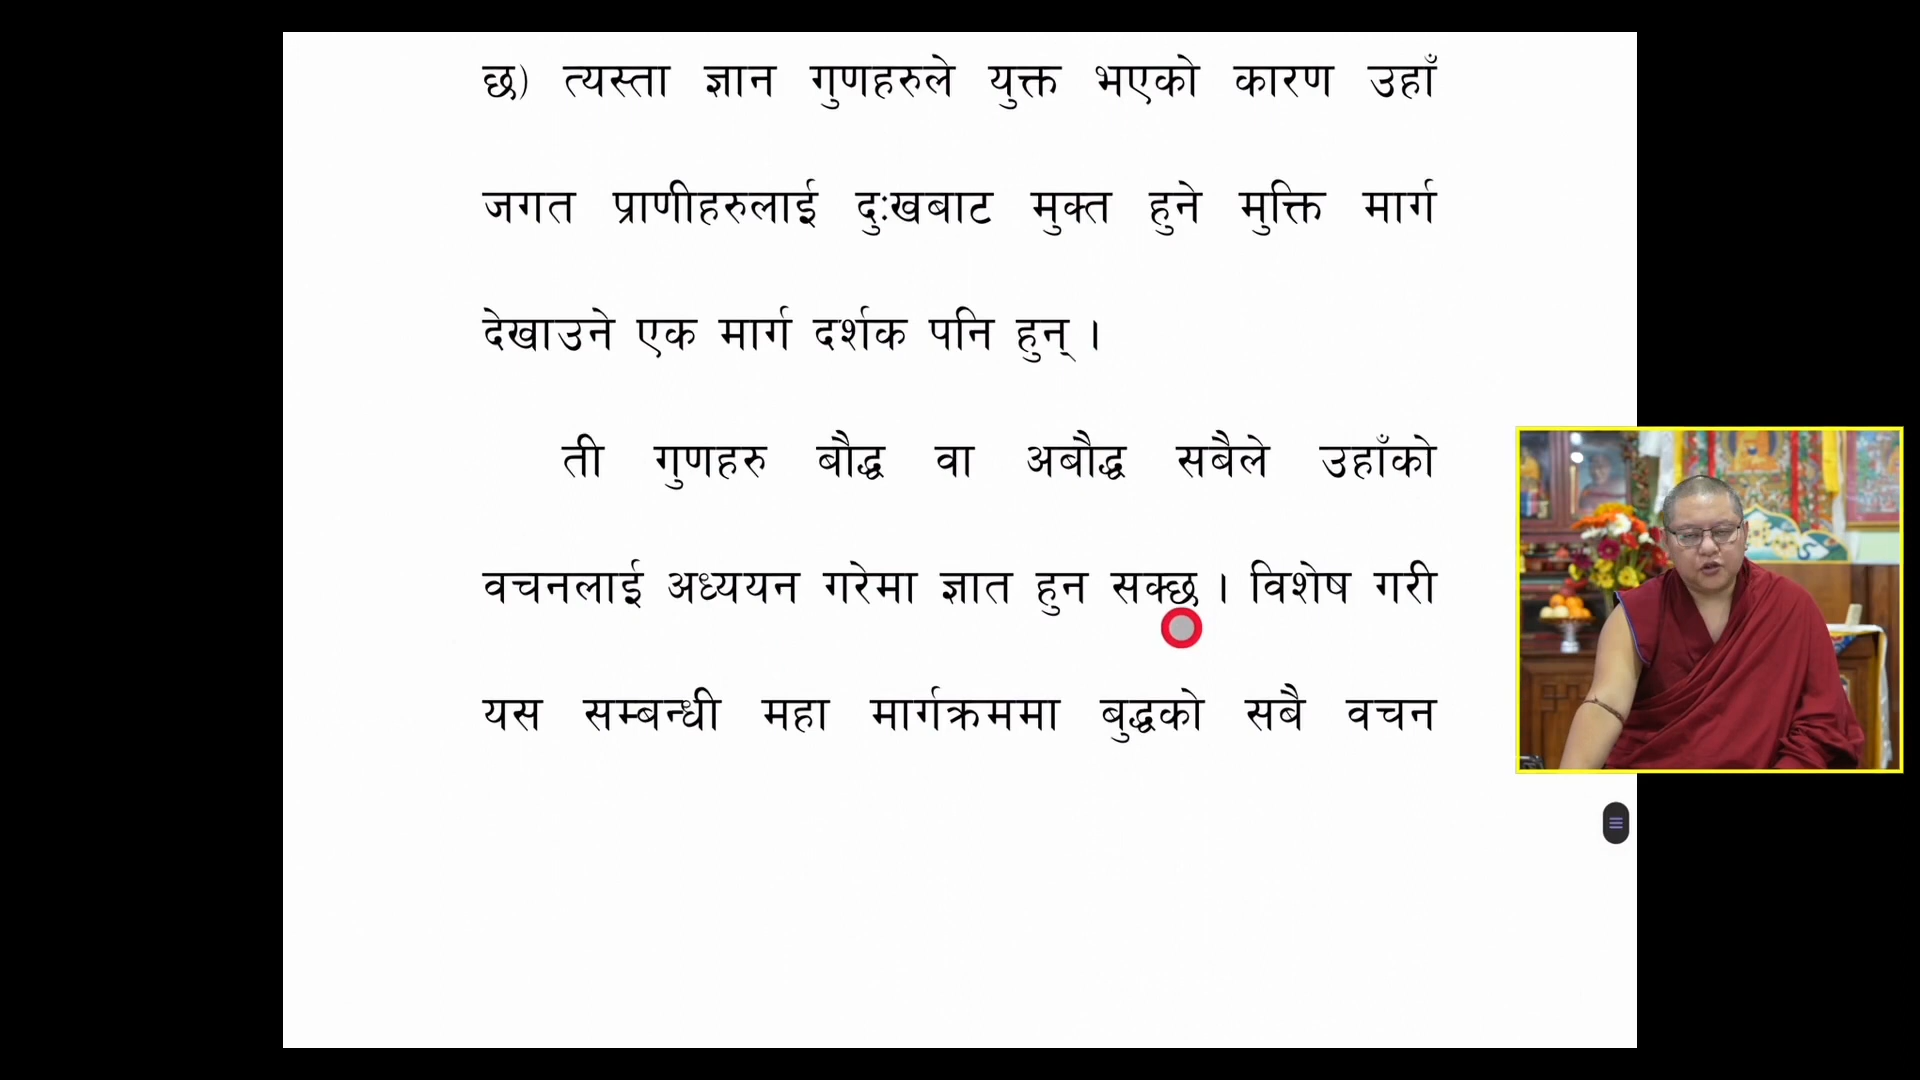 छ) त्यस्ता ज्ञान गुणहरुले युक्त भएको कारण उहाँ
जगत प्राणीहरुलाई दुःखबाट मुक्त हुने मुक्ति मार्ग
देखाउने एक मार्ग दर्शक पनि हुन् ।
ती गुणहरु बौद्ध वा अबौद्ध सबैले उहाँको
वचनलाई अध्ययन गरेमा ज्ञात हुन सक्छ । विशेष गरी
यस सम्बन्धी महा मार्गक्रममा बुद्धको सबै वचन